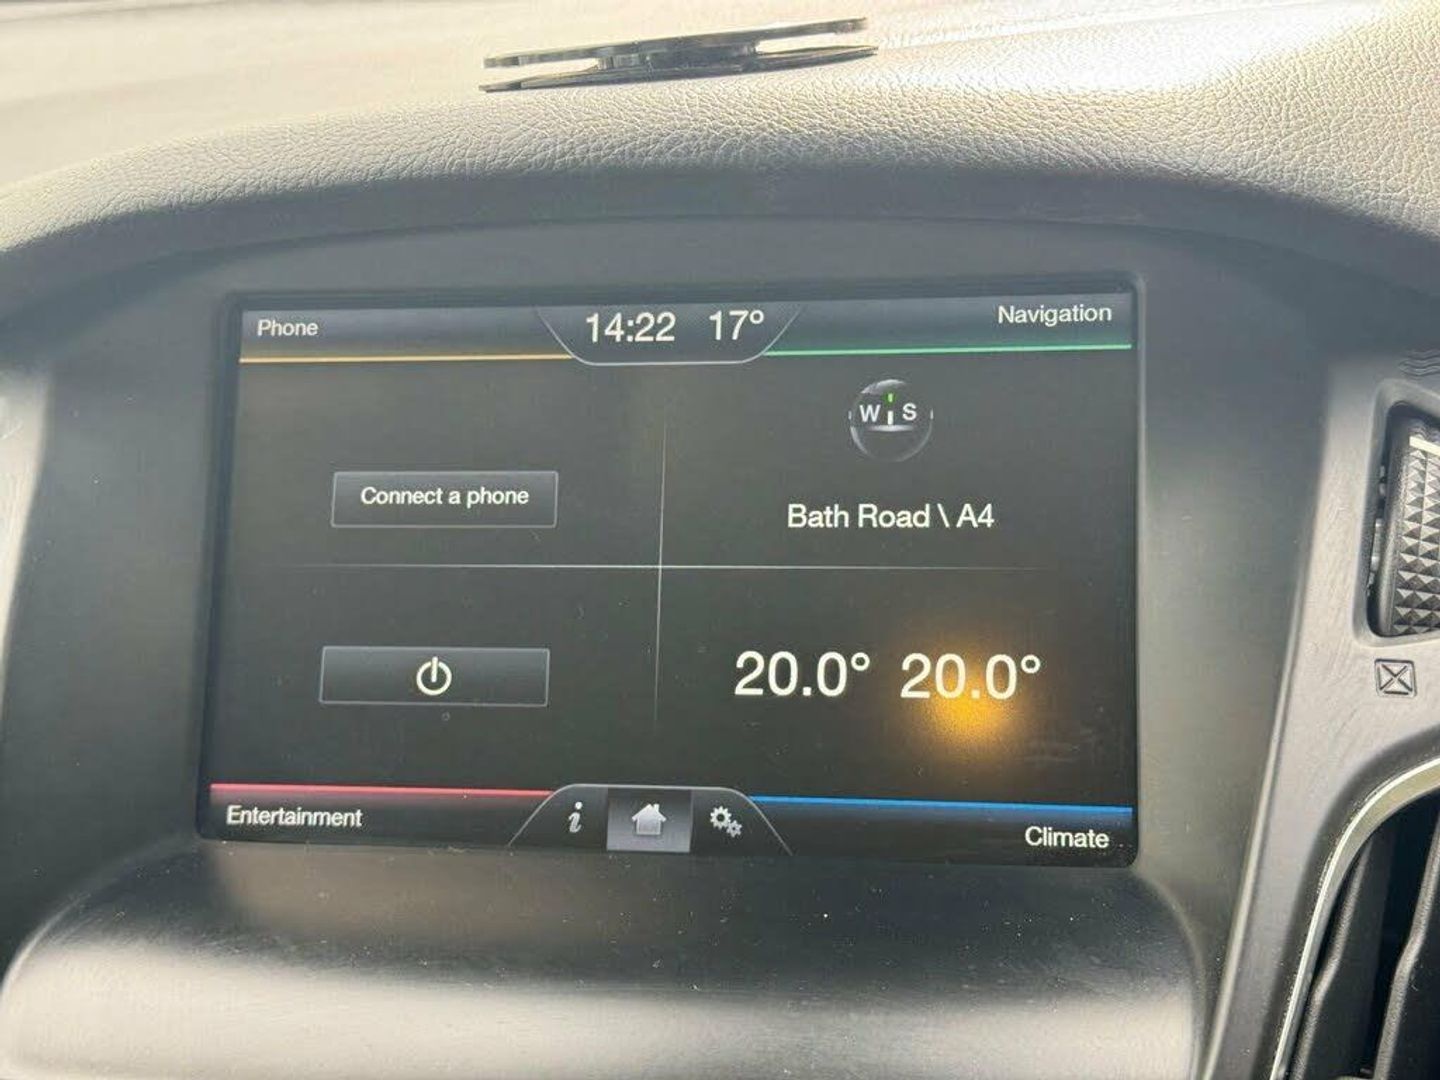 Phone
14:22 17°
Navigation
W S
Connect a phone
Bath Road \ A4
20.0° 20.0°
Entertainment
i
Climate